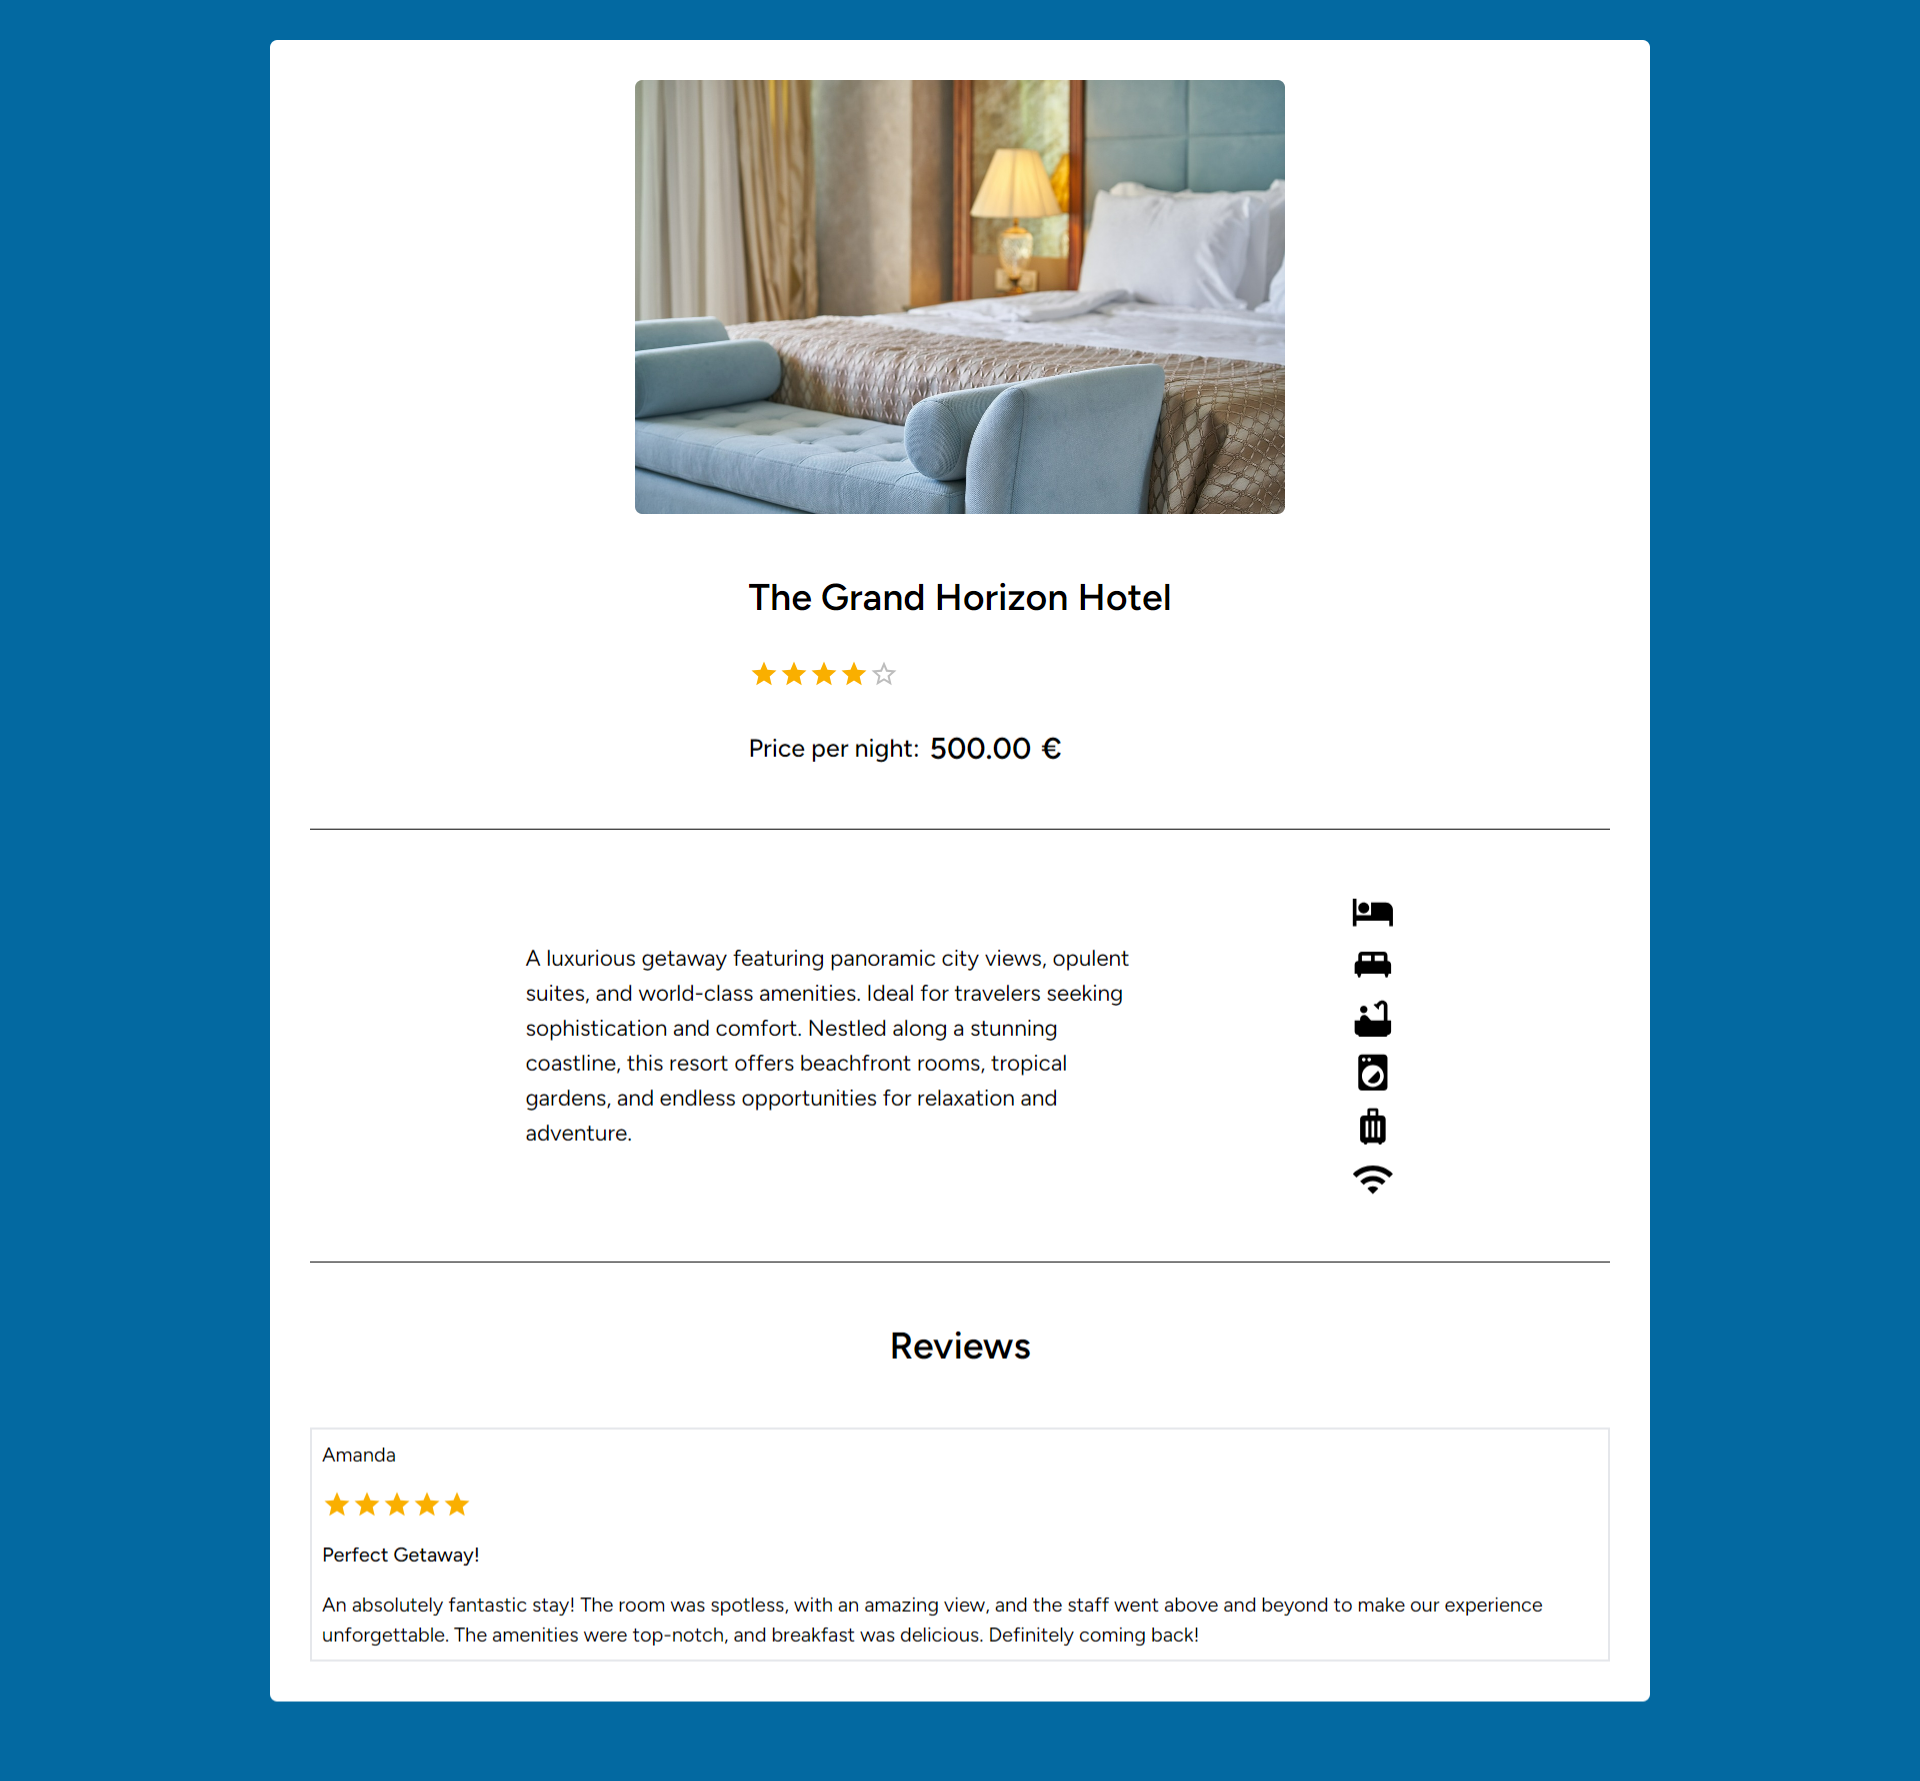 The Grand Horizon Hotel
Price per night: 500.00 €
A luxurious getaway featuring panoramic city views, opulent
suites, and world-class amenities. Ideal for travelers seeking
sophistication and comfort. Nestled along a stunning
coastline, this resort offers beachfront rooms, tropical
gardens, and endless opportunities for relaxation and
adventure.
Reviews
Amanda
Perfect Getaway!
An absolutely fantastic stay! The room was spotless, with an amazing view, and the staff went above and beyond to make our experience
unforgettable. The amenities were top-notch, and breakfast was delicious. Definitely coming back!